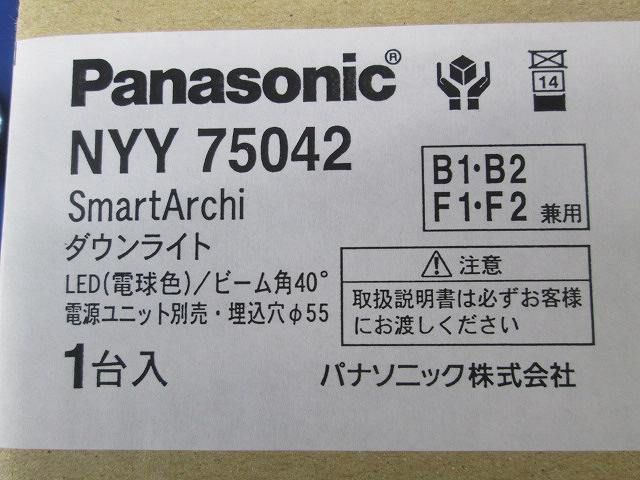 Panasonic®
14
NYY 75042
B1・B2
F1・F2 兼用
SmartArchi
ダウンライト
LED(電球色)/ビーム角40°
電源ユニット別売・埋込穴φ55
注意
取扱説明書は必ずお客様
にお渡しください
1台入
パナソニック株式会社